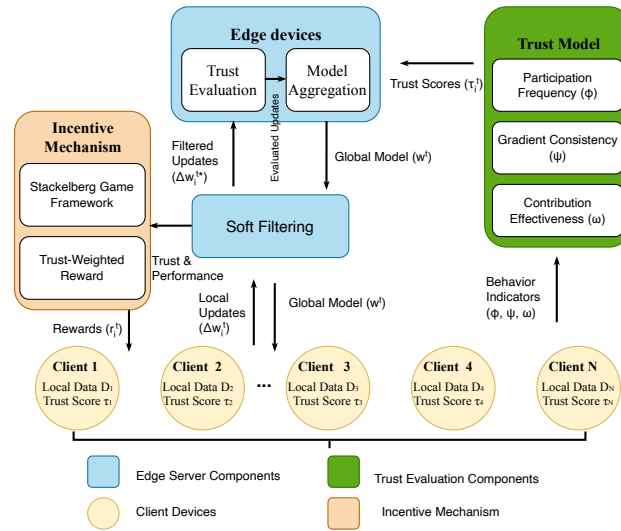 Edge devices
Trust
Evaluation
Model
Aggregation
Evaluated Updates
Trust Scores (τᵢᵗ)
Trust Model
Participation
Frequency (ϕ)
Gradient Consistency
(ψ)
Contribution
Effectiveness (ω)
Incentive
Mechanism
Stackelberg Game
Framework
Trust-Weighted
Reward
Filtered
Updates
(Δwᵢᵗ*)
Global Model (wᵗ)
Soft Filtering
Trust &
Performance
Local
Updates
(Δwᵢᵗ)
Global Model (wᵗ)
Behavior
Indicators
(ϕ, ψ, ω)
Rewards (rᵢᵗ)
Client 1
Local Data D₁
Trust Score τ₁
Client 2
Local Data D₂
Trust Score τ₂
...
Client 3
Local Data D₃
Trust Score τ₃
Client 4
Local Data D₄
Trust Score τ₄
Client N
Local Data Dₙ
Trust Score τₙ
Edge Server Components
Trust Evaluation Components
Client Devices
Incentive Mechanism